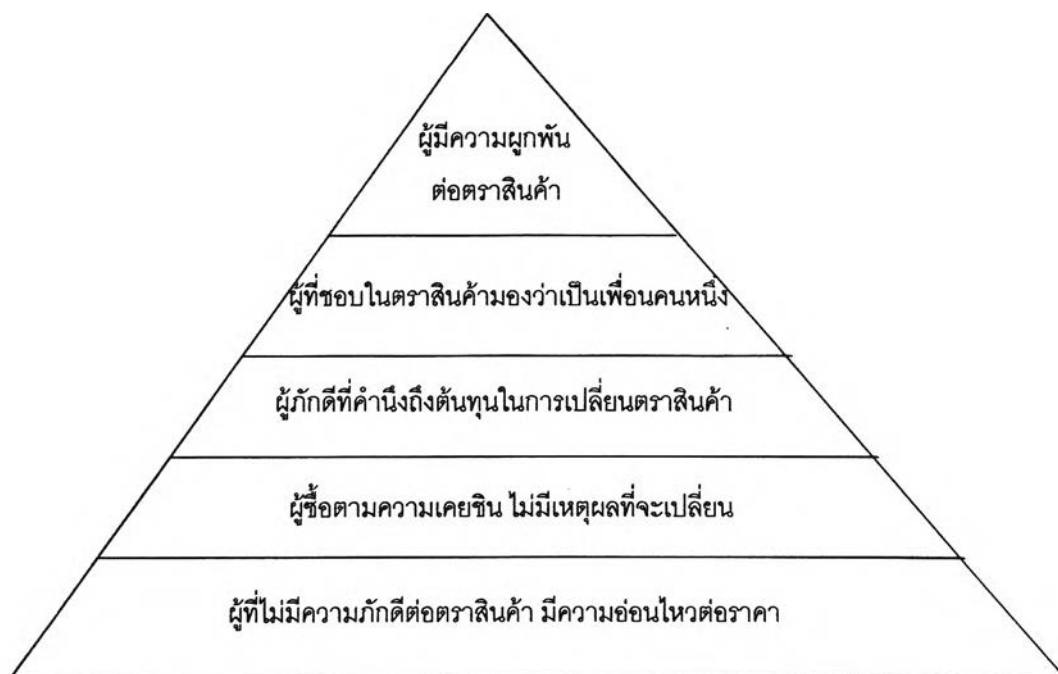 ผู้มีความผูกพัน
ต่อตราสินค้า
ผู้ที่ชอบในตราสินค้ามองว่าเป็นเพื่อนคนหนึ่ง
ผู้ภักดีที่คำนึงถึงต้นทุนในการเปลี่ยนตราสินค้า
ผู้ซื้อตามความเคยชิน ไม่มีเหตุผลที่จะเปลี่ยน
ผู้ที่ไม่มีความภักดีต่อตราสินค้า มีความอ่อนไหวต่อราคา